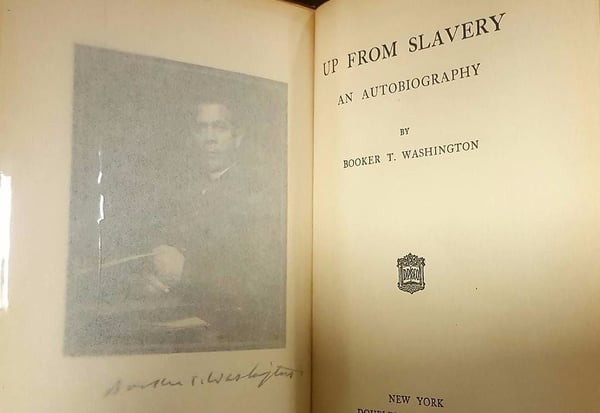 Booker T. Washington
UP FROM SLAVERY
AN AUTOBIOGRAPHY
BY
BOOKER T. WASHINGTON
NEW YORK